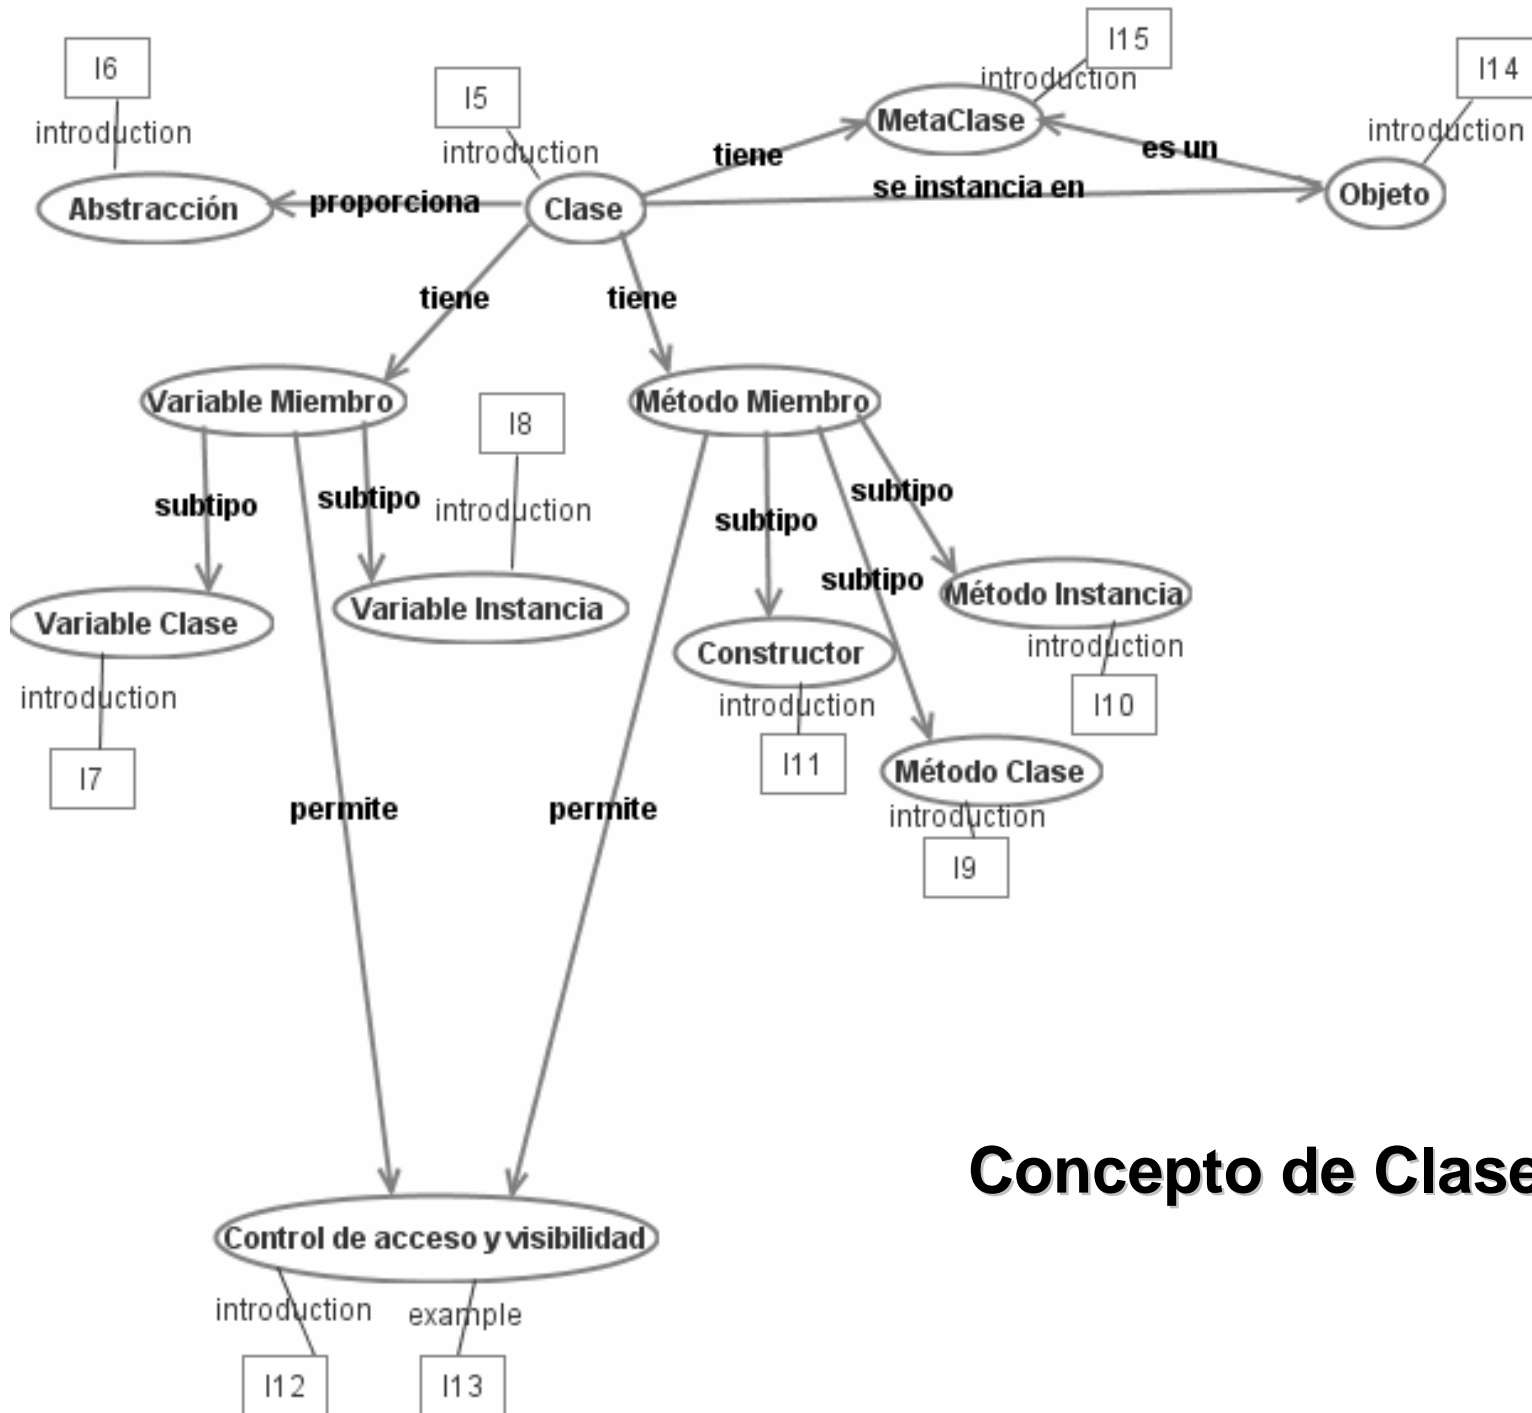 I15
I6
I14
introduction
I5
MetaClase
introduction
introduction
introduction
tiene
es un
se instancia en
Abstracción
proporciona
Clase
Objeto
tiene
tiene
Variable Miembro
Método Miembro
I8
subtipo
subtipo
introduction
subtipo
subtipo
subtipo
Método Instancia
Variable Clase
Variable Instancia
Constructor
introduction
introduction
introduction
I10
I7
I11
Método Clase
permite
permite
introduction
I9
Concepto de Clase
Control de acceso y visibilidad
introduction
example
I12
I13